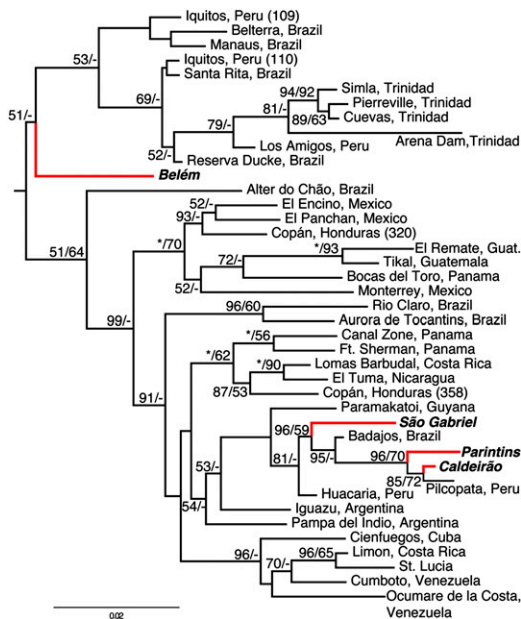 Iquitos, Peru (109)
Belterra, Brazil
53/-
Manaus, Brazil
Iquitos, Peru (110)
Santa Rita, Brazil
94/92
Simla, Trinidad
69/-
81/-
Pierreville, Trinidad
51/-
89/63
Cuevas, Trinidad
79/-
Arena Dam,Trinidad
52/-
Los Amigos, Peru
Reserva Ducke, Brazil
Belém
Alter do Chão, Brazil
52/-
El Encino, Mexico
93/-
El Panchan, Mexico
Copán, Honduras (320)
51/64
*/70
*/93
El Remate, Guat.
72/-
Tikal, Guatemala
Bocas del Toro, Panama
52/-
Monterrey, Mexico
96/60
Rio Claro, Brazil
99/-
Aurora de Tocantins, Brazil
*/56
Canal Zone, Panama
Ft. Sherman, Panama
*/62
*/90
Lomas Barbudal, Costa Rica
El Tuma, Nicaragua
87/53
Copán, Honduras (358)
91/-
Paramakatoi, Guyana
96/59
São Gabriel
Badajos, Brazil
95/-
96/70
Parintins
81/-
Caldeirão
53/-
85/72
Pilcopata, Peru
Huacaria, Peru
54/-
Iguazu, Argentina
Pampa del Indio, Argentina
Cienfuegos, Cuba
96/-
96/65
Limon, Costa Rica
70/-
St. Lucia
Cumboto, Venezuela
Ocumare de la Costa,
Venezuela
0.02